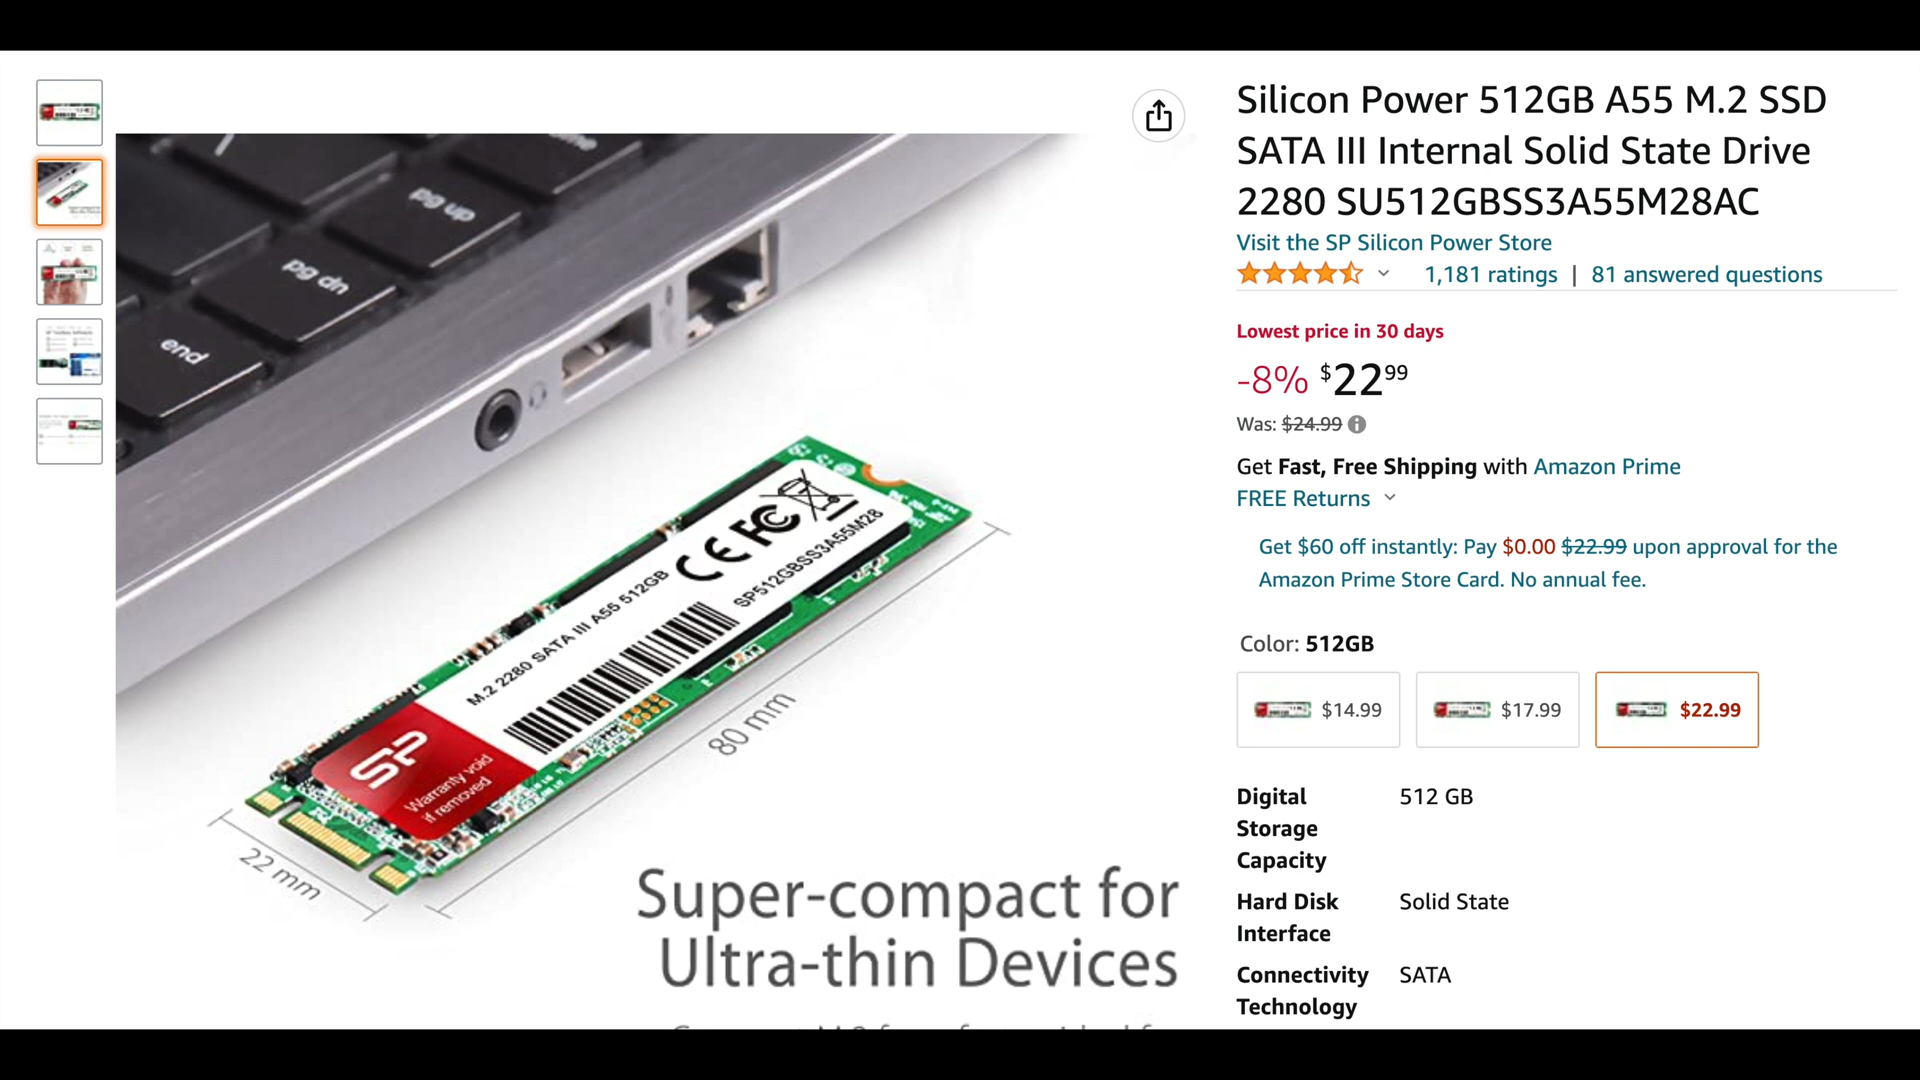 Silicon Power 512GB A55 M.2 SSD
SATA III Internal Solid State Drive
2280 SU512GBSS3A55M28AC
Visit the SP Silicon Power Store
1,181 ratings | 81 answered questions
Lowest price in 30 days
-8% $22 99
Was: $24.99
Get Fast, Free Shipping with Amazon Prime
FREE Returns
Get $60 off instantly: Pay $0.00 $22.99 upon approval for the
Amazon Prime Store Card. No annual fee.
Color: 512GB
$14.99
$17.99
$22.99
Digital Storage Capacity 512 GB
Hard Disk Interface Solid State
Connectivity Technology SATA
pg up
pg dn
end
CE FC
M.2 2280 SATA III A55 512GB
SP512GBSS3A55M28
SP
Warranty void
if removed
80 mm
22 mm
Super-compact for
Ultra-thin Devices